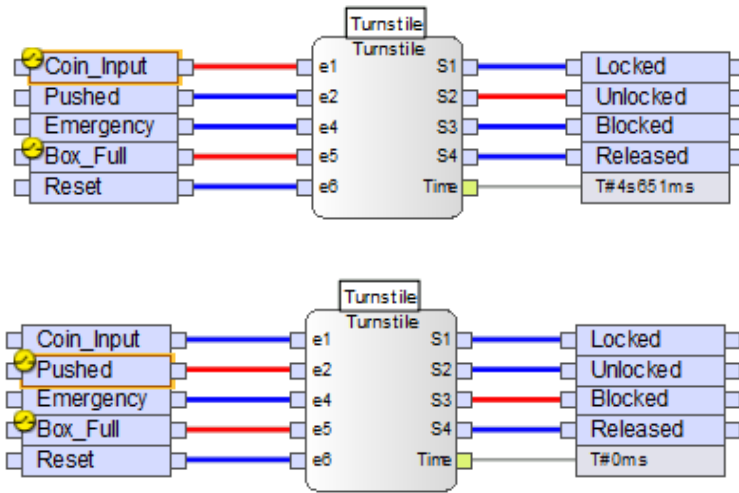 Turnstile
Turnstile
Coin_Input e1 S1 Locked
Pushed e2 S2 Unlocked
Emergency e4 S3 Blocked
Box_Full e5 S4 Released
Reset e6 Time T#4s651ms
Turnstile
Turnstile
Coin_Input e1 S1 Locked
Pushed e2 S2 Unlocked
Emergency e4 S3 Blocked
Box_Full e5 S4 Released
Reset e6 Time T#0ms